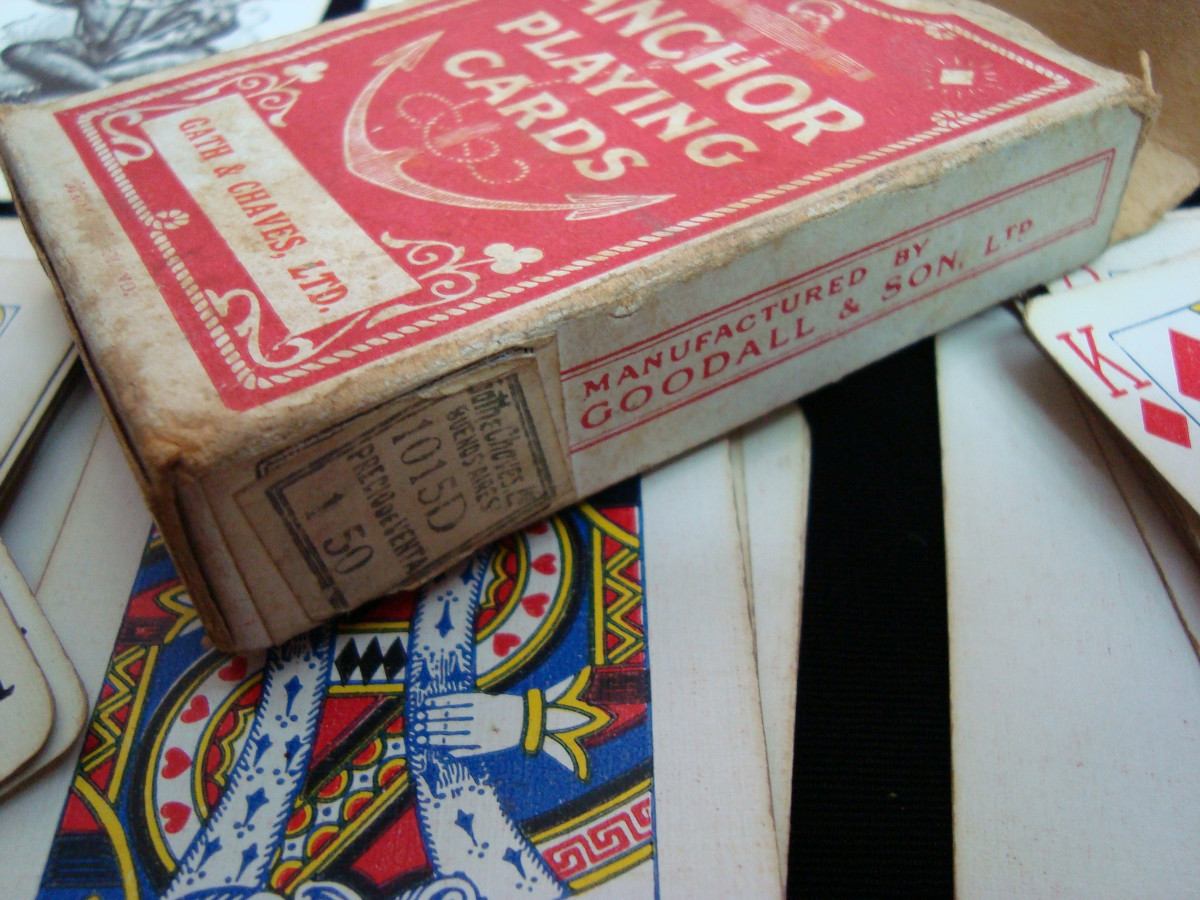 ANCHOR
PLAYING
CARDS
GATH & CHAVES, LTD.
MANUFACTURED BY
GOODALL & SON, LTD
BUENOS AIRES
1015D
PRECIO DE VENTA
1 50
K